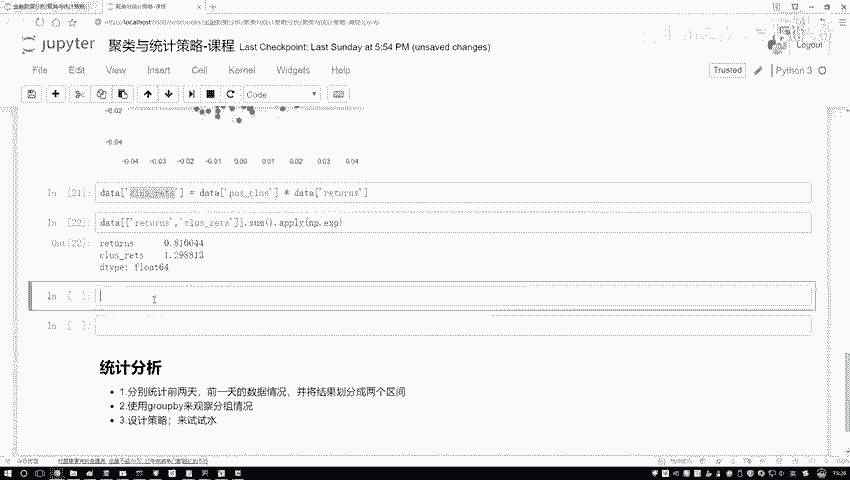 jupyter 聚类与统计策略-课程 Last Checkpoint: Last Sunday at 5:54 PM (unsaved changes)
Logout
File Edit View Insert Cell Kernel Widgets Help
Trusted
Python 3
Code
-0.02
-0.04
-0.04 -0.03 -0.02 -0.01 0.00 0.01 0.02 0.03 0.04
In [21]: data['clus_rets'] = data['pos_clus'] * data['returns']
In [22]: data[['returns','clus_rets']].sum().apply(np.exp)
Out[22]: returns 0.810644
clus_rets 1.298813
dtype: float64
In [ ]:
In [ ]:
统计分析
1.分别统计前两天，前一天的数据情况，并将结果划分成两个区间
2.使用groupby来观察分组情况
3.设计策略；来试试水